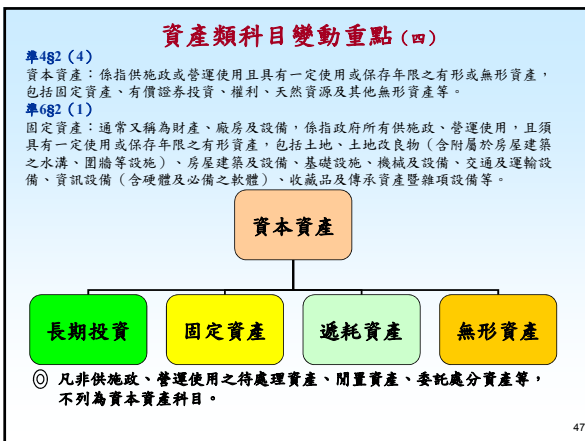 資產類科目變動重點(四)
準4§2（4）
資本資產：係指供施政或營運使用且具有一定使用或保存年限之有形或無形資產，
包括固定資產、有價證券投資、權利、天然資源及其他無形資產等。
準6§2（1）
固定資產：通常又稱為財產、廠房及設備，係指政府所有供施政、營運使用，且須
具有一定使用或保存年限之有形資產，包括土地、土地改良物（含附屬於房屋建築
之水溝、圍牆等設施）、房屋建築及設備、基礎設施、機械及設備、交通及運輸設
備、資訊設備（含硬體及必備之軟體）、收藏品及傳承資產暨雜項設備等。
資本資產
長期投資
固定資產
遞耗資產
無形資產
◎ 凡非供施政、營運使用之待處理資產、閒置資產、委託處分資產等，
不列為資本資產科目。
47